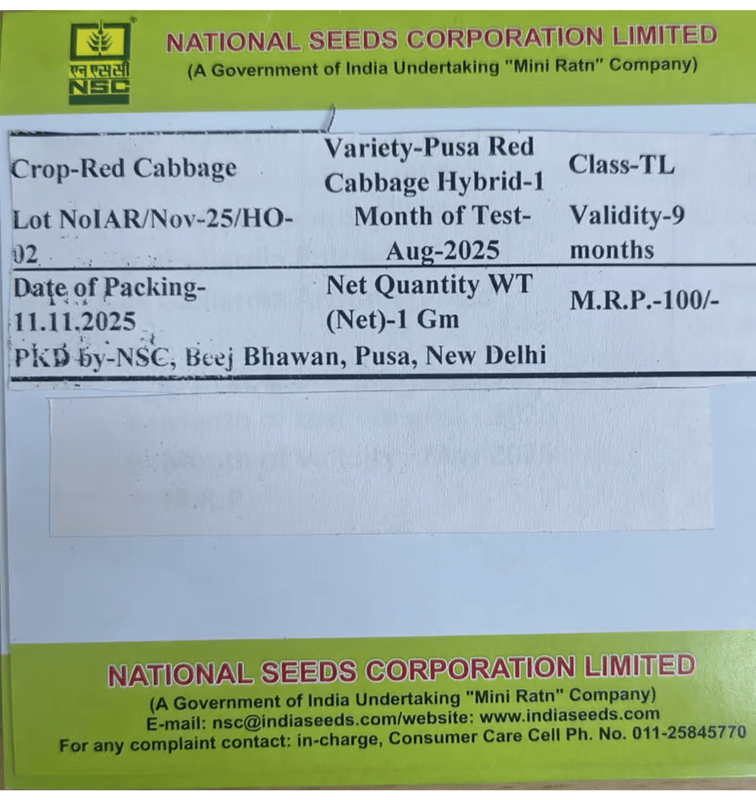 एन एस सी
NSC
NATIONAL SEEDS CORPORATION LIMITED
(A Government of India Undertaking "Mini Ratn" Company)
Crop-Red Cabbage
Variety-Pusa Red
Cabbage Hybrid-1
Class-TL
Lot NoIAR/Nov-25/HO-
02
Month of Test-
Aug-2025
Validity-9
months
Date of Packing-
11.11.2025
Net Quantity WT
(Net)-1 Gm
M.R.P.-100/-
PKD by-NSC, Beej Bhawan, Pusa, New Delhi
NATIONAL SEEDS CORPORATION LIMITED
(A Government of India Undertaking "Mini Ratn" Company)
E-mail: nsc@indiaseeds.com/website: www.indiaseeds.com
For any complaint contact: in-charge, Consumer Care Cell Ph. No. 011-25845770